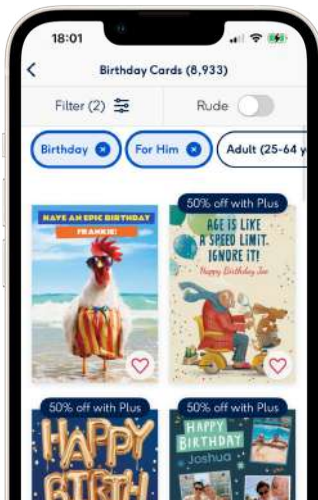 18:01
Birthday Cards (8,933)
Filter (2)
Rude
Birthday
For Him
Adult (25-64 y
50% off with Plus
HAVE AN EPIC BIRTHDAY
FRANKIE!
AGE IS LIKE
A SPEED LIMIT.
IGNORE IT!
Happy Birthday Joe
50% off with Plus
50% off with Plus
HAPPY
BIRTH
HAPPY
BIRTHDAY
Joshua